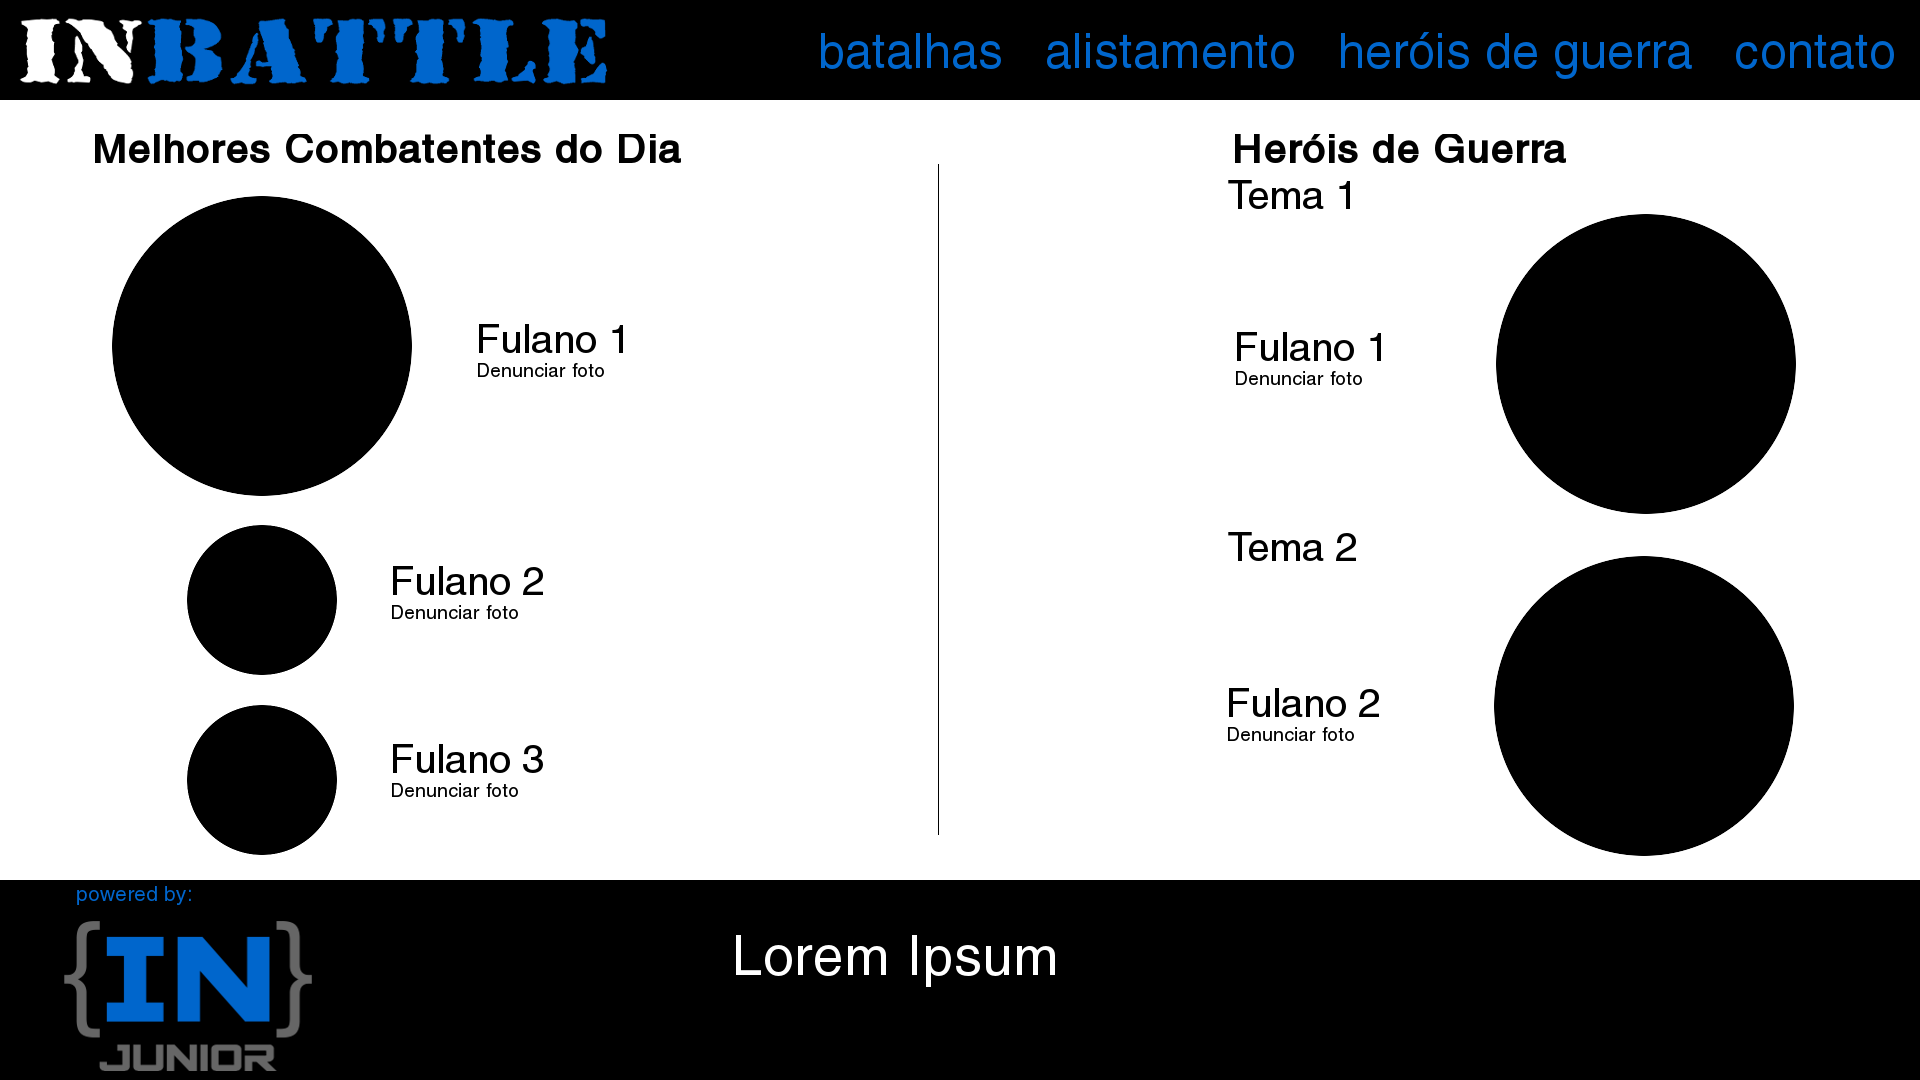 INBATTLE
batalhas alistamento heróis de guerra contato
Melhores Combatentes do Dia
Fulano 1
Denunciar foto
Fulano 2
Denunciar foto
Fulano 3
Denunciar foto
Heróis de Guerra
Tema 1
Fulano 1
Denunciar foto
Tema 2
Fulano 2
Denunciar foto
powered by:
{IN}
JUNIOR
Lorem Ipsum